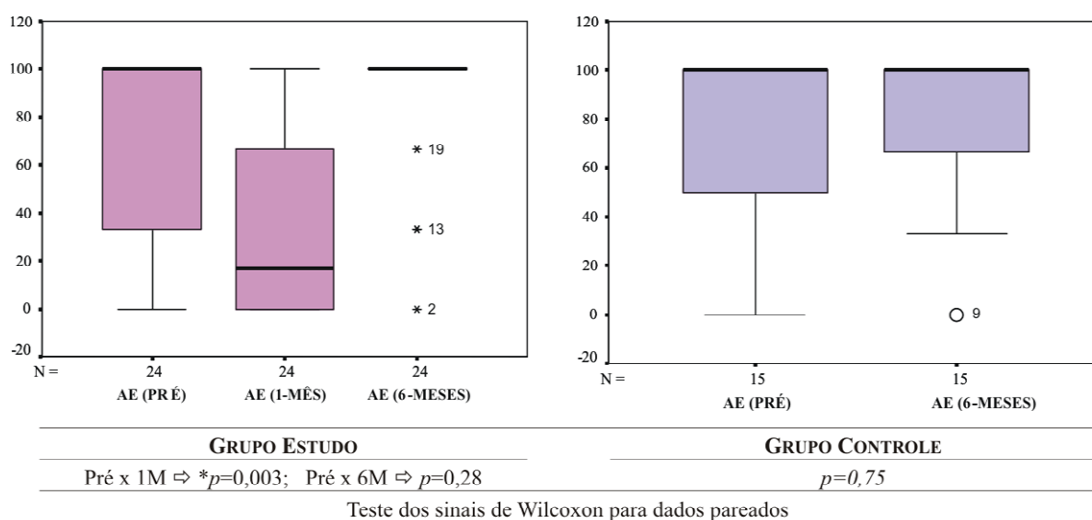 120
100
80
60
40
20
0
-20
* 19
* 13
* 2
N =
24
24
24
AE (PRÉ)
AE (1-MÊS)
AE (6-MESES)
120
100
80
60
40
20
0
-20
9
N =
15
15
AE (PRÉ)
AE (6-MESES)
GRUPO ESTUDO
GRUPO CONTROLE
Pré x 1M ⇨ *p=0,003; Pré x 6M ⇨ p=0,28
p=0,75
Teste dos sinais de Wilcoxon para dados pareados